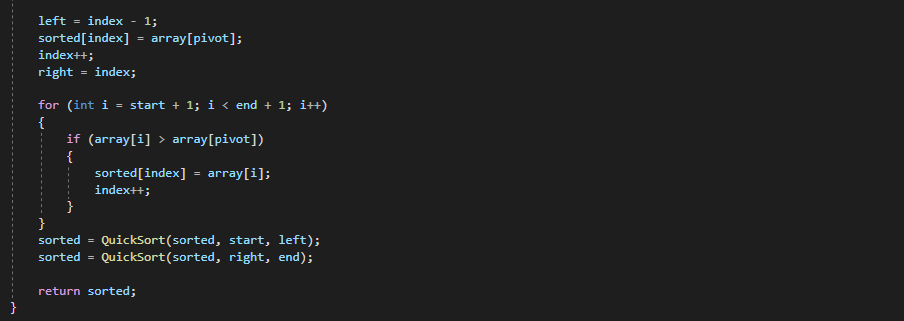 left = index - 1;
sorted[index] = array[pivot];
index++;
right = index;
for (int i = start + 1; i < end + 1; i++)
{
if (array[i] > array[pivot])
{
sorted[index] = array[i];
index++;
}
}
sorted = QuickSort(sorted, start, left);
sorted = QuickSort(sorted, right, end);
return sorted;
}